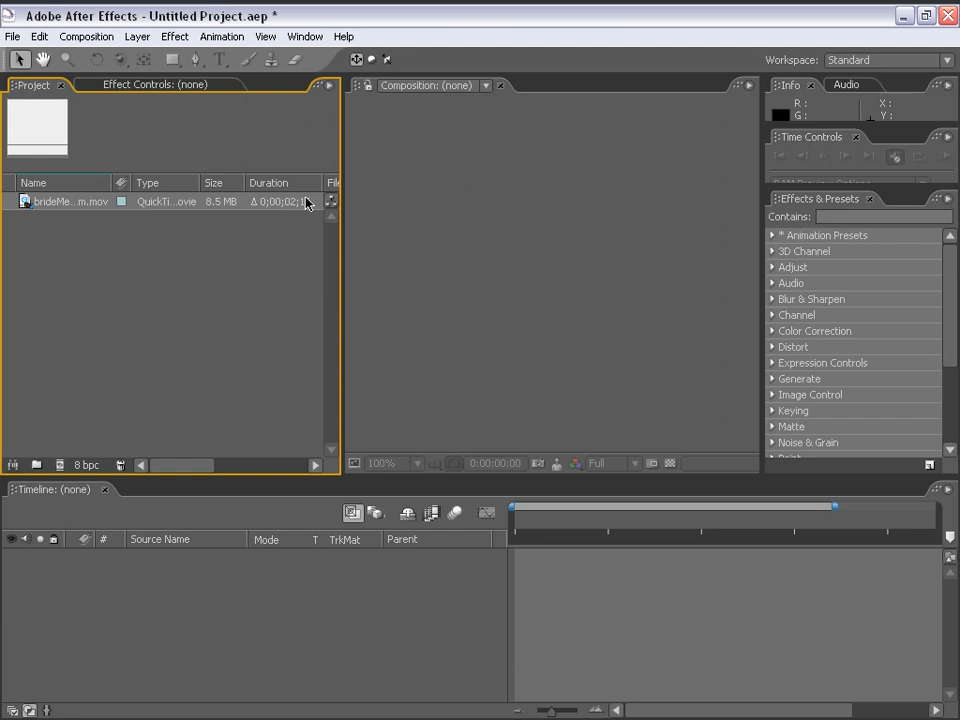 Adobe After Effects - Untitled Project.aep *
File Edit Composition Layer Effect Animation View Window Help
Workspace: Standard
Project Effect Controls: (none)
Composition: (none)
Info Audio
R :
G :
X :
Y :
Time Controls
Name Type Size Duration
brideMe...m.mov QuickTi...ovie 8.5 MB Δ 0;00;02;1
Effects & Presets
Contains:
* Animation Presets
3D Channel
Adjust
Audio
Blur & Sharpen
Channel
Color Correction
Distort
Expression Controls
Generate
Image Control
Keying
Matte
Noise & Grain
8 bpc
100% 0:00:00:00 Full
Timeline: (none)
# Source Name Mode T TrkMat Parent